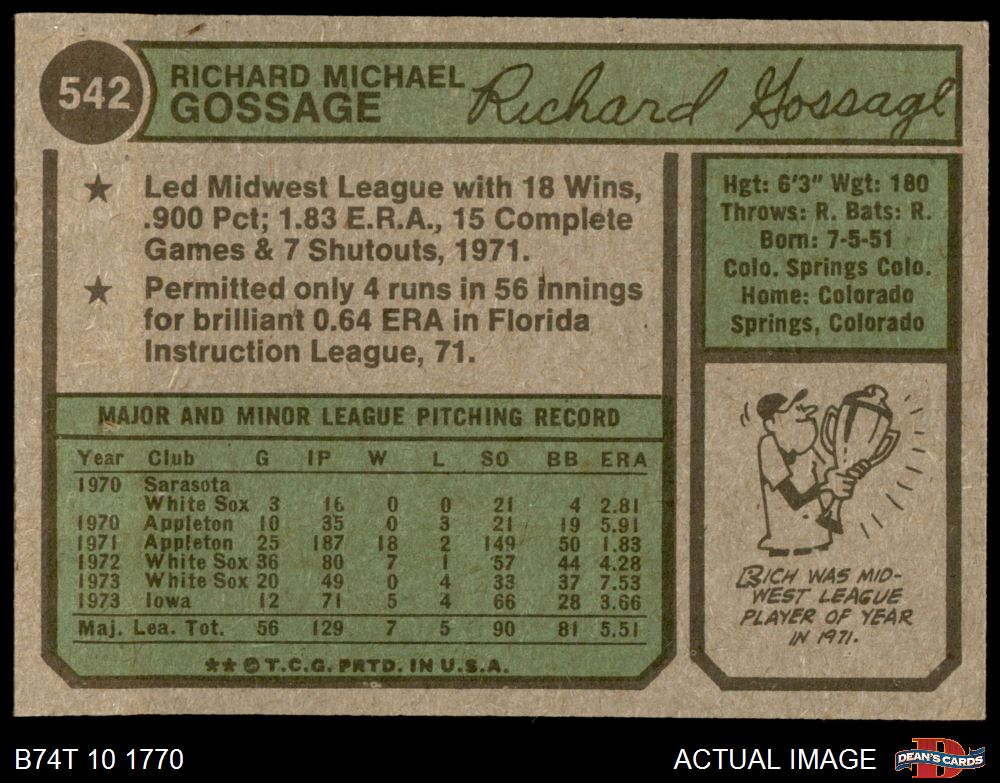 542
RICHARD MICHAEL
GOSSAGE
Richard Gossage
★ Led Midwest League with 18 Wins,
.900 Pct; 1.83 E.R.A., 15 Complete
Games & 7 Shutouts, 1971.
★ Permitted only 4 runs in 56 innings
for brilliant 0.64 ERA in Florida
Instruction League, 71.
Hgt: 6'3" Wgt: 180
Throws: R. Bats: R.
Born: 7-5-51
Colo. Springs Colo.
Home: Colorado
Springs, Colorado
MAJOR AND MINOR LEAGUE PITCHING RECORD
Year Club G IP W L SO BB ERA
1970 Sarasota
White Sox 3 16 0 0 21 4 2.81
1970 Appleton 10 35 0 3 21 19 5.91
1971 Appleton 25 187 18 2 149 50 1.83
1972 White Sox 36 80 7 1 57 44 4.28
1973 White Sox 20 49 0 4 33 37 7.53
1973 Iowa 12 71 5 4 66 28 3.66
Maj. Lea. Tot. 56 129 7 5 90 81 5.51
** © T.C.G. PRTD. IN U.S.A.
RICH WAS MID-
WEST LEAGUE
PLAYER OF YEAR
IN 1971.
B74T 10 1770
ACTUAL IMAGE
DEAN'S CARDS